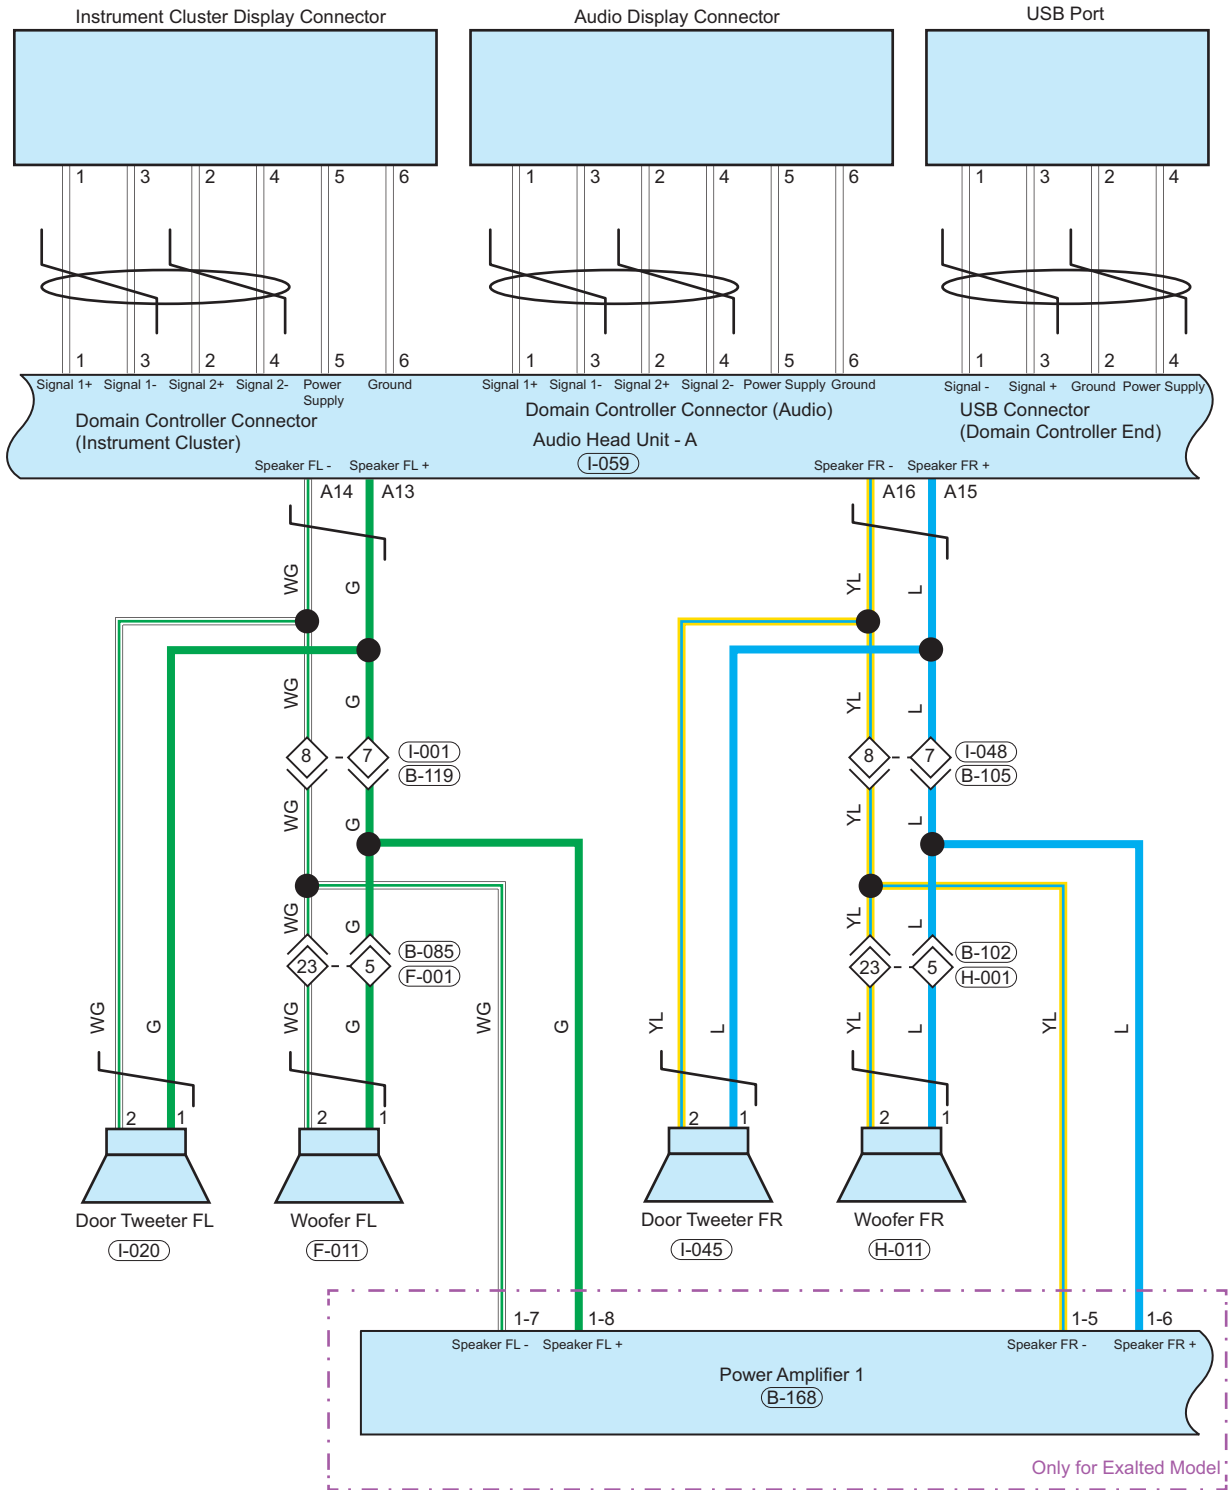 Instrument Cluster Display Connector
Audio Display Connector
USB Port
1 3 2 4 5 6
1 3 2 4 5 6
1 3 2 4
1 3 2 4 5 6
1 3 2 4 5 6
1 3 2 4
Signal 1+ Signal 1- Signal 2+ Signal 2- Power Supply Ground
Signal 1+ Signal 1- Signal 2+ Signal 2- Power Supply Ground
Signal - Signal + Ground Power Supply
Domain Controller Connector
(Instrument Cluster)
Domain Controller Connector (Audio)
USB Connector
(Domain Controller End)
Audio Head Unit - A
I-059
Speaker FL - Speaker FL +
Speaker FR - Speaker FR +
A14 A13
A16 A15
WG G YL L
WG G YL L
8 7 I-001
B-119
8 7 I-048
B-105
WG G YL L
WG G YL L
23 5 B-085
F-001
23 5 B-102
H-001
WG G WG G WG G
YL L YL L YL L
2 1 2 1 2 1 2 1
Door Tweeter FL
I-020
Woofer FL
F-011
Door Tweeter FR
I-045
Woofer FR
H-011
1-7 1-8 1-5 1-6
Speaker FL - Speaker FL +
Speaker FR - Speaker FR +
Power Amplifier 1
B-168
Only for Exalted Model